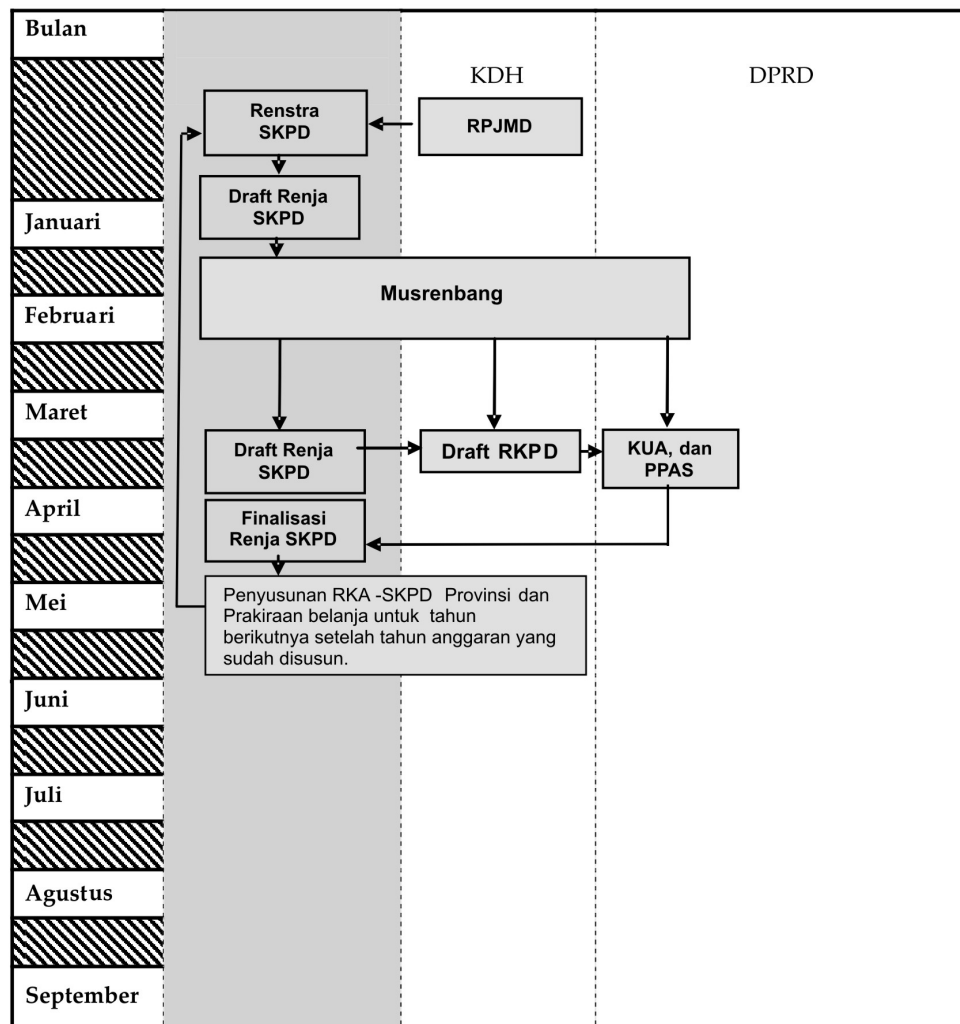 Bulan
KDH
DPRD
Renstra
SKPD
RPJMD
Draft Renja
SKPD
Januari
Musrenbang
Februari
Maret
Draft Renja
SKPD
Draft RKPD
KUA, dan
PPAS
April
Finalisasi
Renja SKPD
Mei
Penyusunan RKA -SKPD Provinsi dan
Prakiraan belanja untuk tahun
berikutnya setelah tahun anggaran yang
sudah disusun.
Juni
Juli
Agustus
September